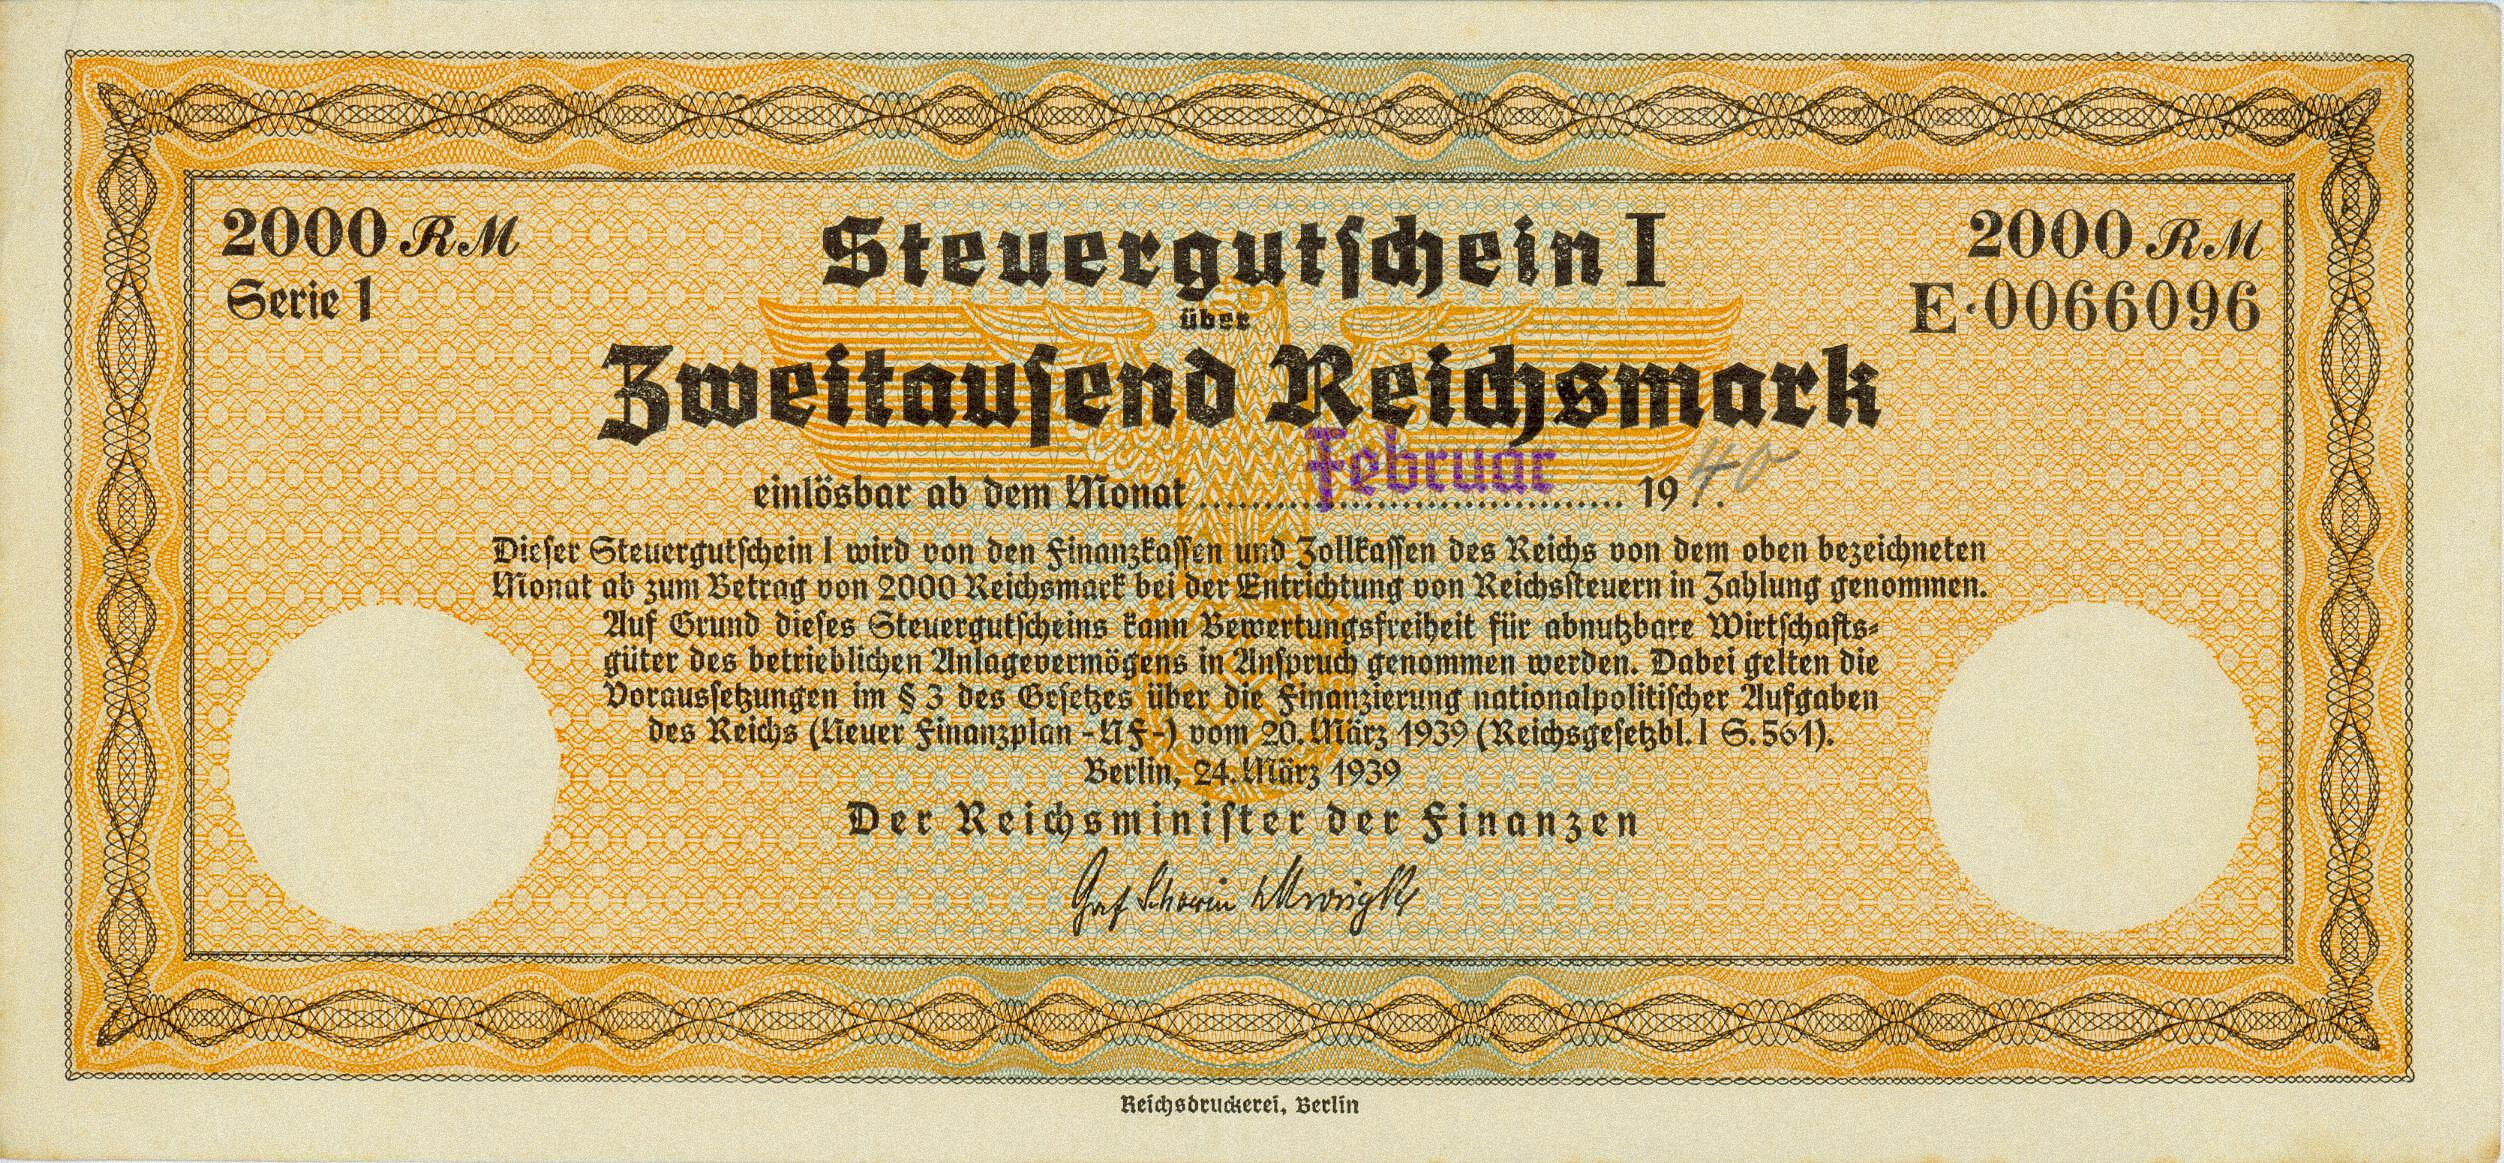 2000 RM
Steuergutschein I
2000 RM
Serie 1
über
E·0066096
Zweitausend Reichsmark
einlösbar ab dem Monat Februar 1940.
Dieser Steuergutschein I wird von den Finanzkassen und Zollkassen des Reichs von dem oben bezeichneten
Monat ab zum Betrag von 2000 Reichsmark bei der Entrichtung von Reichssteuern in Zahlung genommen.
Auf Grund dieses Steuergutscheins kann Bewertungsfreiheit für abnutzbare Wirtschafts-
güter des betrieblichen Anlagevermögens in Anspruch genommen werden. Dabei gelten die
Voraussetzungen im § 3 des Gesetzes über die Finanzierung nationalpolitischer Aufgaben
des Reichs (Neuer Finanzplan -NF-) vom 20. März 1939 (Reichsgesetzbl. I S. 561).
Berlin, 24. März 1939
Der Reichsminister der Finanzen
Graf Schwerin Krosigk
Reichsdruckerei, Berlin